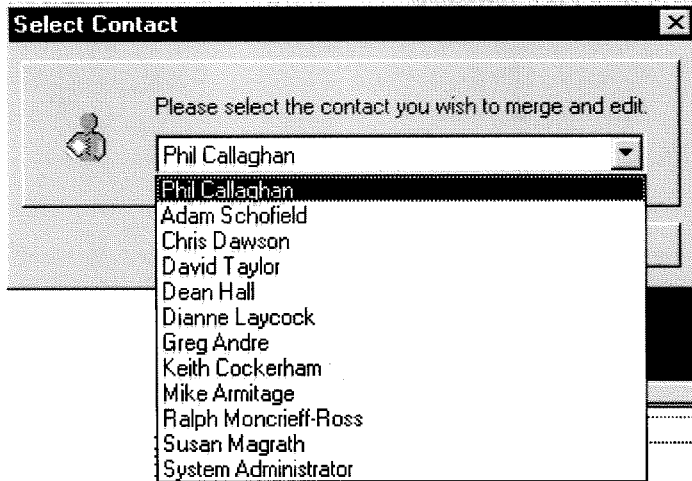 Select Contact
Please select the contact you wish to merge and edit.
Phil Callaghan
Phil Callaghan
Adam Schofield
Chris Dawson
David Taylor
Dean Hall
Dianne Laycock
Greg Andre
Keith Cockerham
Mike Armitage
Ralph Moncrieff-Ross
Susan Magrath
System Administrator